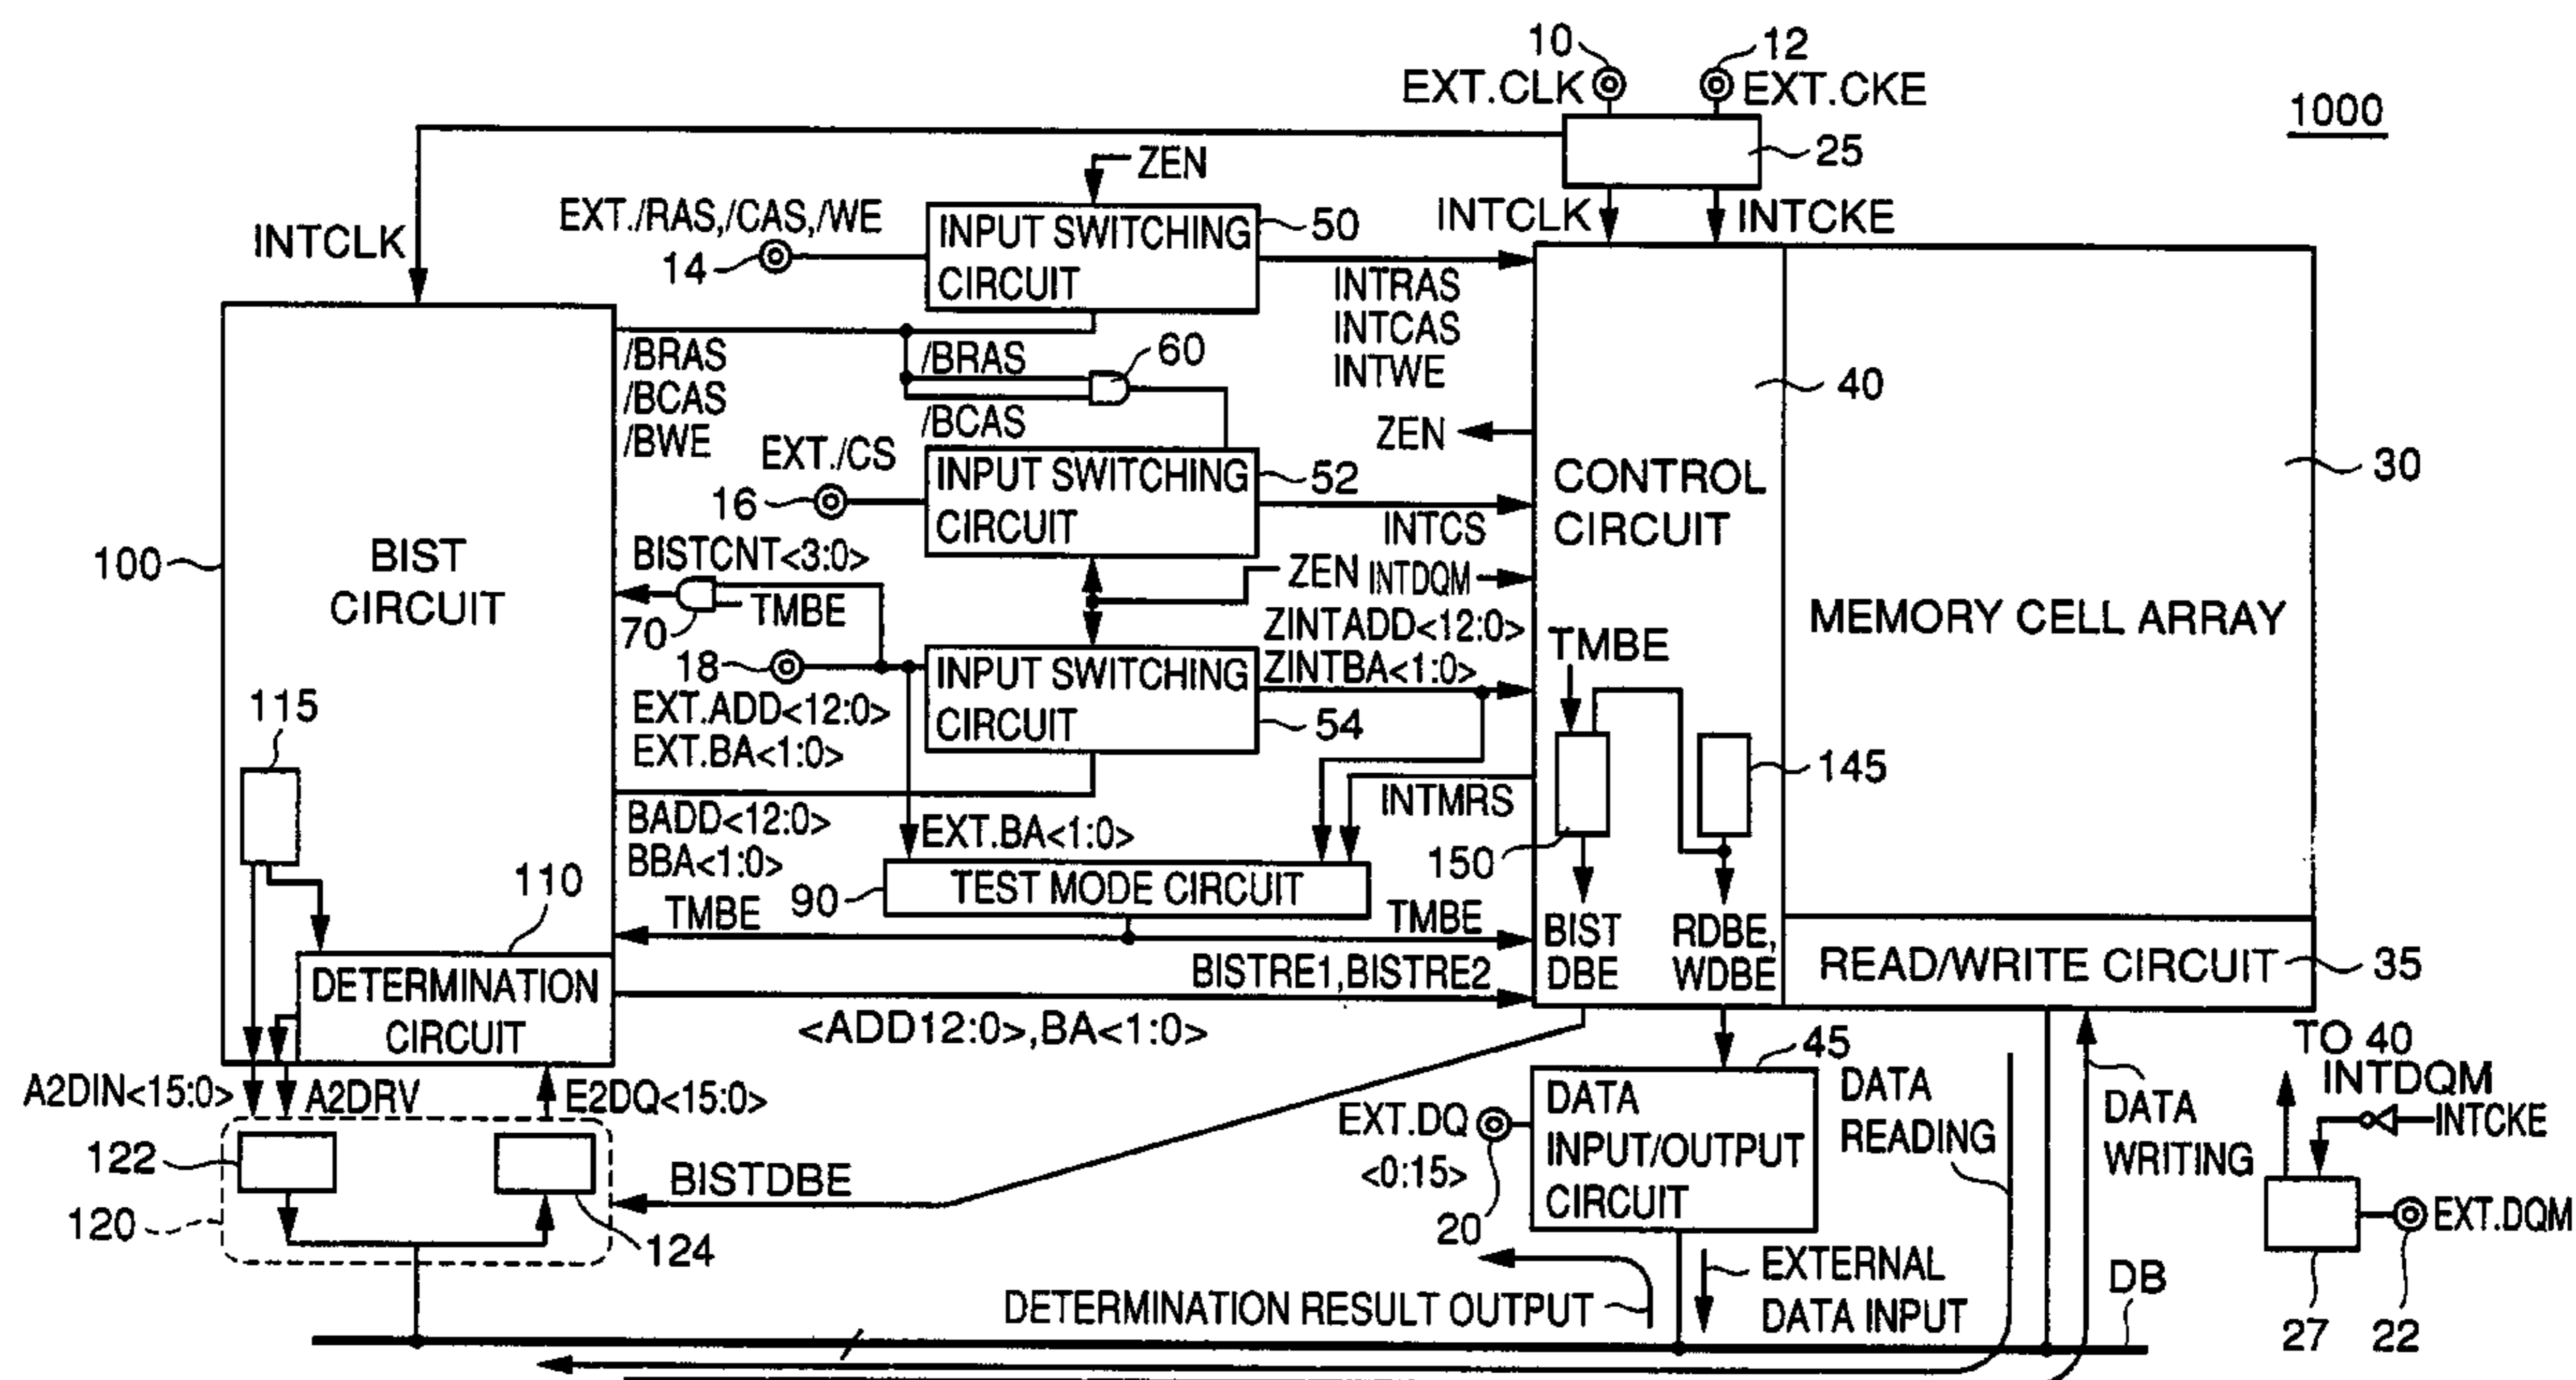 10
12
EXT.CLK
EXT.CKE
1000
25
ZEN
EXT./RAS,/CAS,/WE
14
INPUT SWITCHING
CIRCUIT
50
INTCLK
INTCLK
INTCKE
INTRAS
INTCAS
INTWE
/BRAS
/BCAS
/BWE
/BRAS
60
/BCAS
40
ZEN
EXT./CS
16
INPUT SWITCHING
CIRCUIT
52
INTCS
CONTROL
CIRCUIT
30
100
BIST
CIRCUIT
BISTCNT<3:0>
TMBE
70
ZEN
INTDQM
MEMORY CELL ARRAY
18
EXT.ADD<12:0>
EXT.BA<1:0>
INPUT SWITCHING
CIRCUIT
54
ZINTADD<12:0>
ZINTBA<1:0>
TMBE
115
145
150
INTMRS
BADD<12:0>
BBA<1:0>
EXT.BA<1:0>
90
TEST MODE CIRCUIT
110
TMBE
TMBE
BIST
DBE
RDBE,
WDBE
READ/WRITE CIRCUIT
35
DETERMINATION
CIRCUIT
BISTRE1,BISTRE2
<ADD12:0>,BA<1:0>
A2DIN<15:0>
A2DRV
E2DQ<15:0>
122
120
124
BISTDBE
EXT.DQ
<0:15>
20
45
DATA
INPUT/OUTPUT
CIRCUIT
DATA
READING
DATA
WRITING
TO 40
INTDQM
INTCKE
EXT.DQM
27
22
DETERMINATION RESULT OUTPUT
EXTERNAL
DATA INPUT
DB